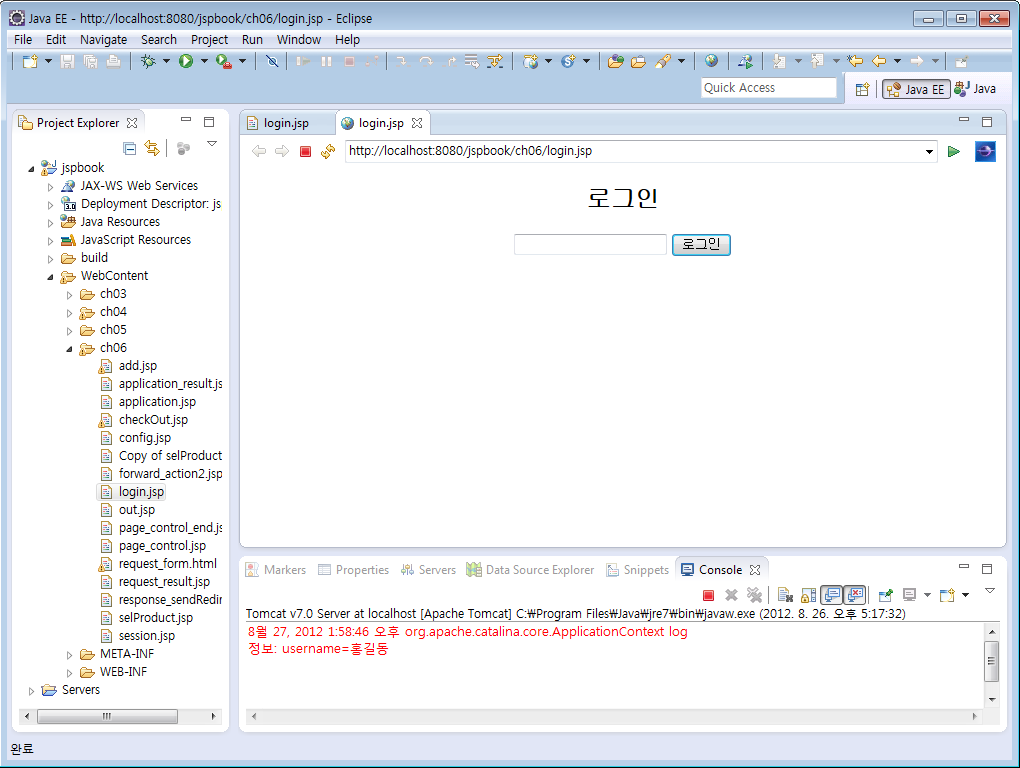 Java EE - http://localhost:8080/jspbook/ch06/login.jsp - Eclipse
File Edit Navigate Search Project Run Window Help
Quick Access
Java EE
Java
Project Explorer
jspbook
JAX-WS Web Services
3.0
Deployment Descriptor: js
Java Resources
JavaScript Resources
build
WebContent
ch03
ch04
ch05
ch06
add.jsp
application_result.js
application.jsp
checkOut.jsp
config.jsp
Copy of selProduct
forward_action2.jsp
login.jsp
out.jsp
page_control_end.js
page_control.jsp
request_form.html
request_result.jsp
response_sendRedir
selProduct.jsp
session.jsp
META-INF
WEB-INF
Servers
login.jsp
login.jsp
http://localhost:8080/jspbook/ch06/login.jsp
로그인
로그인
Markers Properties Servers Data Source Explorer Snippets Console
Tomcat v7.0 Server at localhost [Apache Tomcat] C:₩Program Files₩Java₩jre7₩bin₩javaw.exe (2012. 8. 26. 오후 5:17:32)
8월 27, 2012 1:58:46 오후 org.apache.catalina.core.ApplicationContext log
정보: username=홍길동
완료